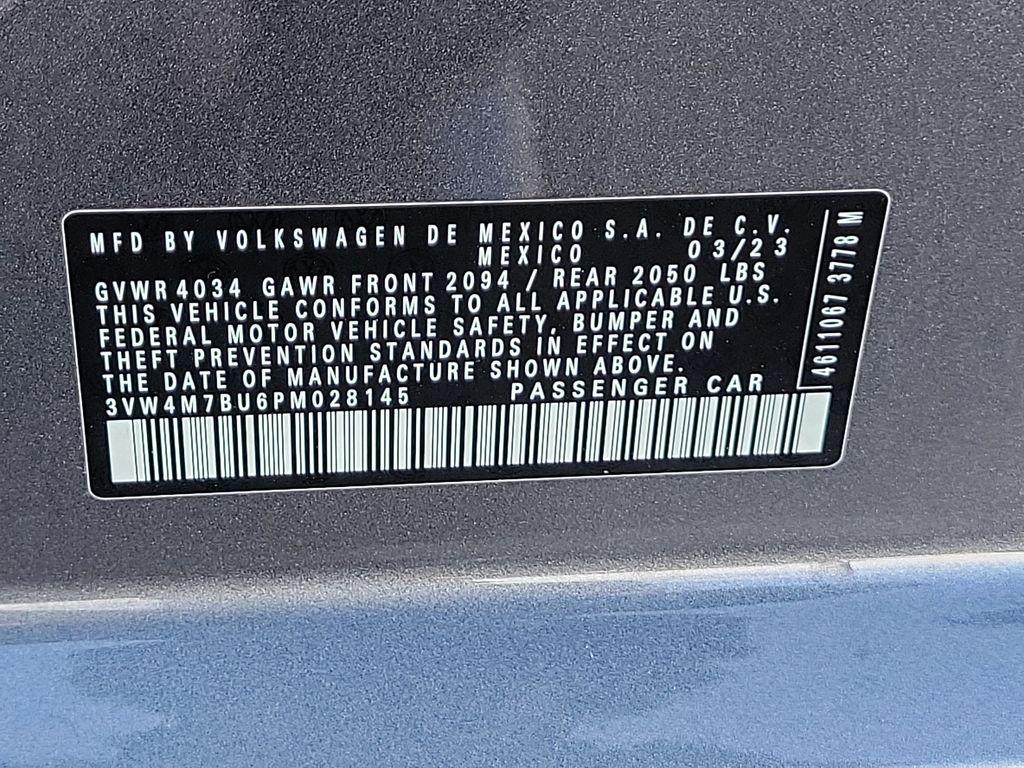 MFD BY VOLKSWAGEN DE MEXICO S.A. DE C.V.
MEXICO 03/23
GVWR 4034 GAWR FRONT 2094 / REAR 2050 LBS
THIS VEHICLE CONFORMS TO ALL APPLICABLE U.S.
FEDERAL MOTOR VEHICLE SAFETY, BUMPER AND
THEFT PREVENTION STANDARDS IN EFFECT ON
THE DATE OF MANUFACTURE SHOWN ABOVE.
3VW4M7BU6PM028145 PASSENGER CAR
4611067 3778 M